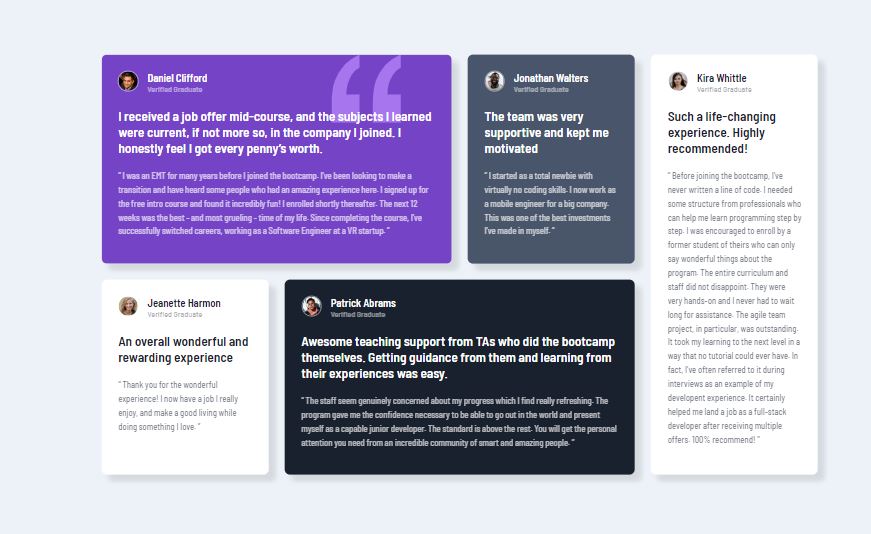 Daniel Clifford
Verified Graduate
I received a job offer mid-course, and the subjects I learned
were current, if not more so, in the company I joined. I
honestly feel I got every penny's worth.
“ I was an EMT for many years before I joined the bootcamp. I've been looking to make a
transition and have heard some people who had an amazing experience here. I signed up for
the free intro course and found it incredibly fun! I enrolled shortly thereafter. The next 12
weeks was the best – and most grueling – time of my life. Since completing the course, I've
successfully switched careers, working as a Software Engineer at a VR startup. ”
Jonathan Walters
Verified Graduate
The team was very
supportive and kept me
motivated
“ I started as a total newbie with
virtually no coding skills. I now work as
a mobile engineer for a big company.
This was one of the best investments
I've made in myself. ”
Kira Whittle
Verified Graduate
Such a life-changing
experience. Highly
recommended!
“ Before joining the bootcamp, I've
never written a line of code. I needed
some structure from professionals who
can help me learn programming step by
step. I was encouraged to enroll by a
former student of theirs who can only
say wonderful things about the
program. The entire curriculum and
staff did not disappoint. They were
very hands-on and I never had to wait
long for assistance. The agile team
project, in particular, was outstanding.
It took my learning to the next level in a
way that no tutorial could ever have. In
fact, I've often referred to it during
interviews as an example of my
developent experience. It certainly
helped me land a job as a full-stack
developer after receiving multiple
offers. 100% recommend! ”
Jeanette Harmon
Verified Graduate
An overall wonderful and
rewarding experience
“ Thank you for the wonderful
experience! I now have a job I really
enjoy, and make a good living while
doing something I love. ”
Patrick Abrams
Verified Graduate
Awesome teaching support from TAs who did the bootcamp
themselves. Getting guidance from them and learning from
their experiences was easy.
“ The staff seem genuinely concerned about my progress which I find really refreshing. The
program gave me the confidence necessary to be able to go out in the world and present
myself as a capable junior developer. The standard is above the rest. You will get the personal
attention you need from an incredible community of smart and amazing people. ”